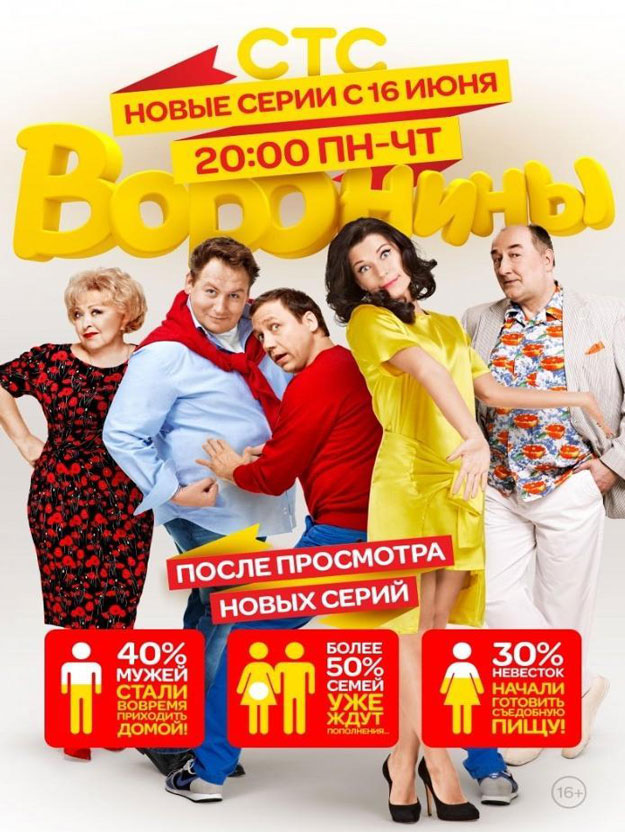 СТС
НОВЫЕ СЕРИИ С 16 ИЮНЯ
20:00 ПН-ЧТ
ВОРОНИНЫ
ПОСЛЕ ПРОСМОТРА
НОВЫХ СЕРИЙ
40%
МУЖЕЙ
СТАЛИ
ВОВРЕМЯ
ПРИХОДИТЬ
ДОМОЙ!
БОЛЕЕ
50%
СЕМЕЙ
УЖЕ
ЖДУТ
ПОПОЛНЕНИЯ...
30%
НЕВЕСТОК
НАЧАЛИ
ГОТОВИТЬ
СЪЕДОБНУЮ
ПИЩУ!
16+